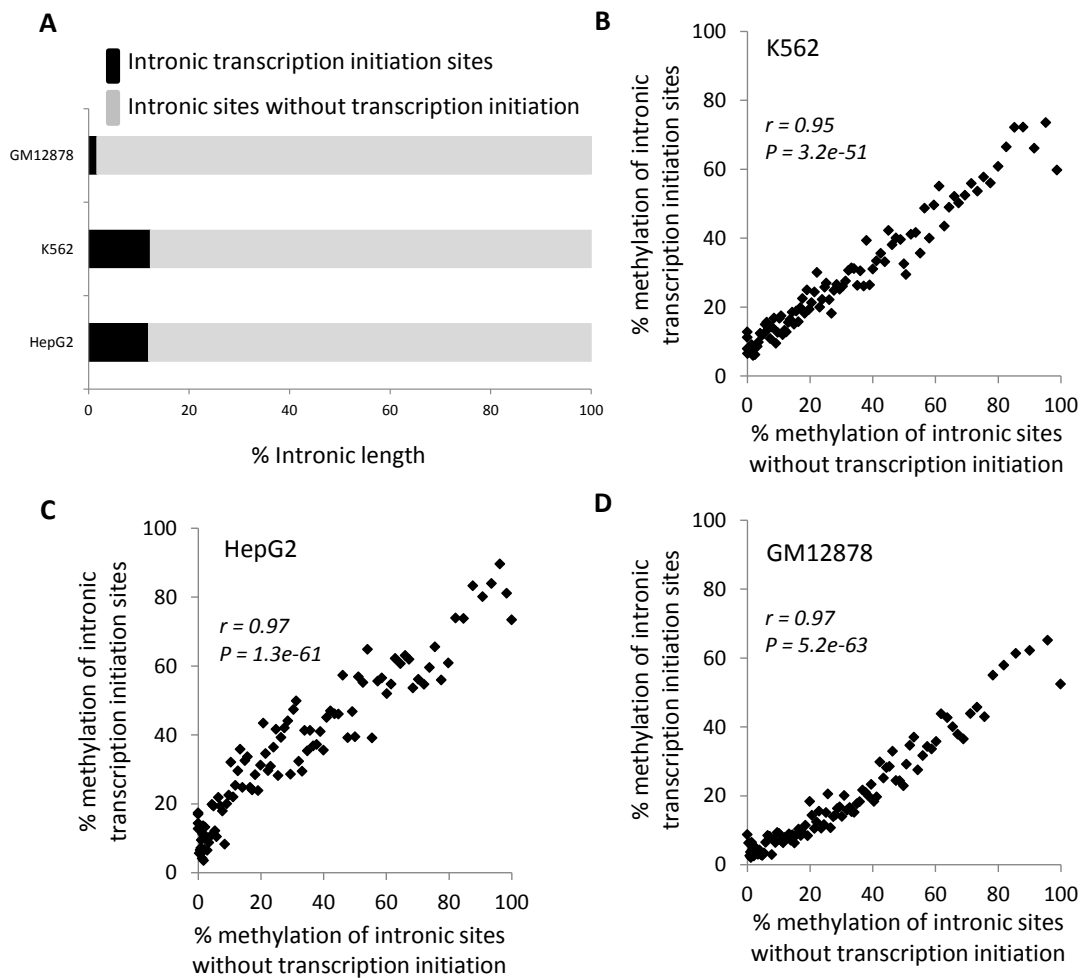 A
Intronic transcription initiation sites
Intronic sites without transcription initiation
GM12878
K562
HepG2
0 20 40 60 80 100
% Intronic length
B
K562
r = 0.95
P = 3.2e-51
100
80
60
40
20
0
0 20 40 60 80 100
% methylation of intronic
transcription initiation sites
% methylation of intronic sites
without transcription initiation
C
HepG2
r = 0.97
P = 1.3e-61
100
80
60
40
20
0
0 20 40 60 80 100
% methylation of intronic
transcription initiation sites
% methylation of intronic sites
without transcription initiation
D
GM12878
r = 0.97
P = 5.2e-63
100
80
60
40
20
0
0 20 40 60 80 100
% methylation of intronic
transcription initiation sites
% methylation of intronic sites
without transcription initiation